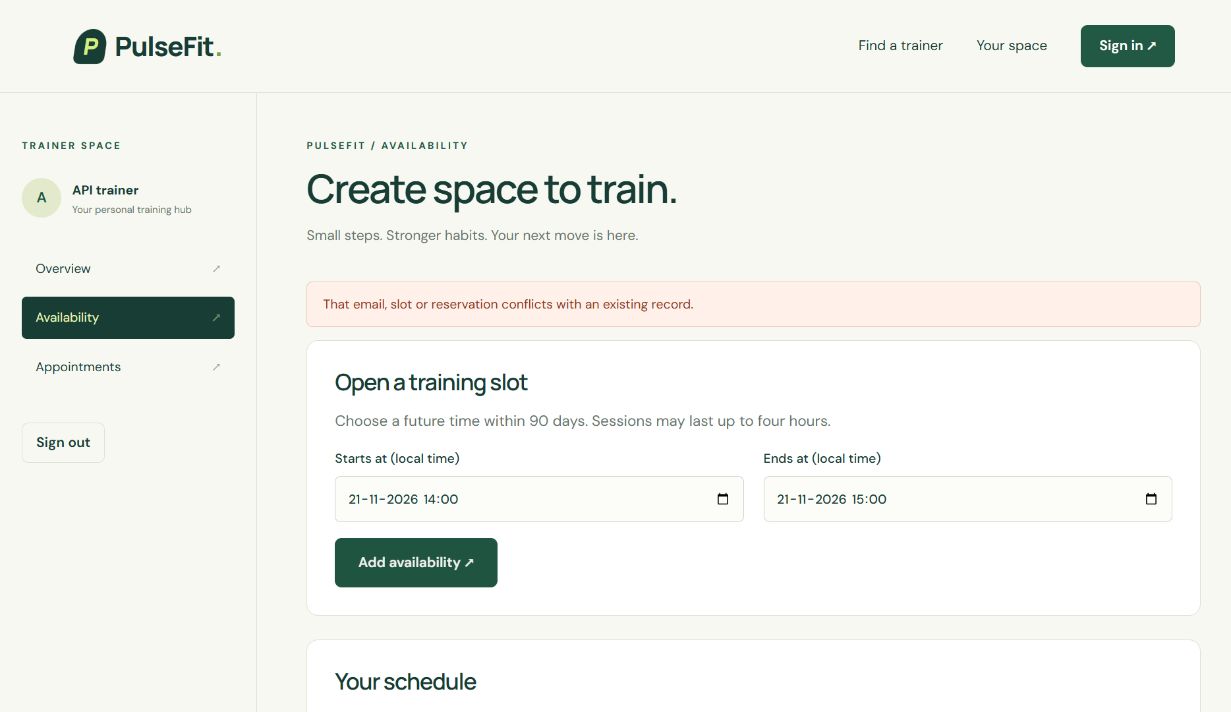 P PulseFit.
Find a trainer
Your space
Sign in ↗
TRAINER SPACE
A
API trainer
Your personal training hub
Overview ↗
Availability ↗
Appointments ↗
Sign out
PULSEFIT / AVAILABILITY
Create space to train.
Small steps. Stronger habits. Your next move is here.
That email, slot or reservation conflicts with an existing record.
Open a training slot
Choose a future time within 90 days. Sessions may last up to four hours.
Starts at (local time)
21-11-2026 14:00
Ends at (local time)
21-11-2026 15:00
Add availability ↗
Your schedule